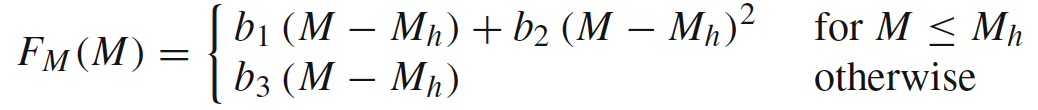 F_M(M) = { b_1 (M − M_h) + b_2 (M − M_h)^2 for M ≤ M_h
b_3 (M − M_h) otherwise